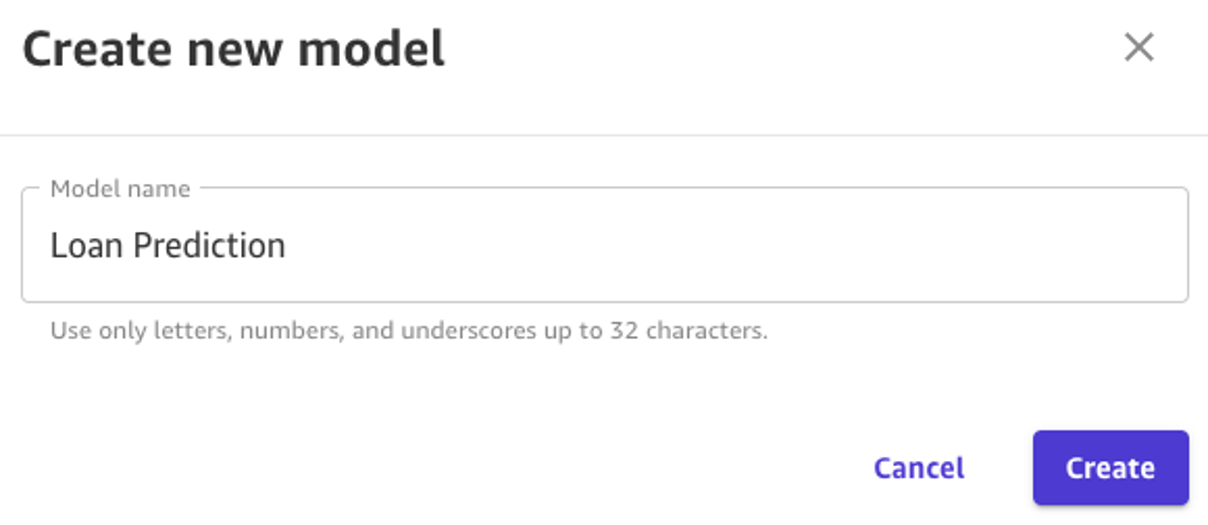 Create new model
Model name
Loan Prediction
Use only letters, numbers, and underscores up to 32 characters.
Cancel
Create